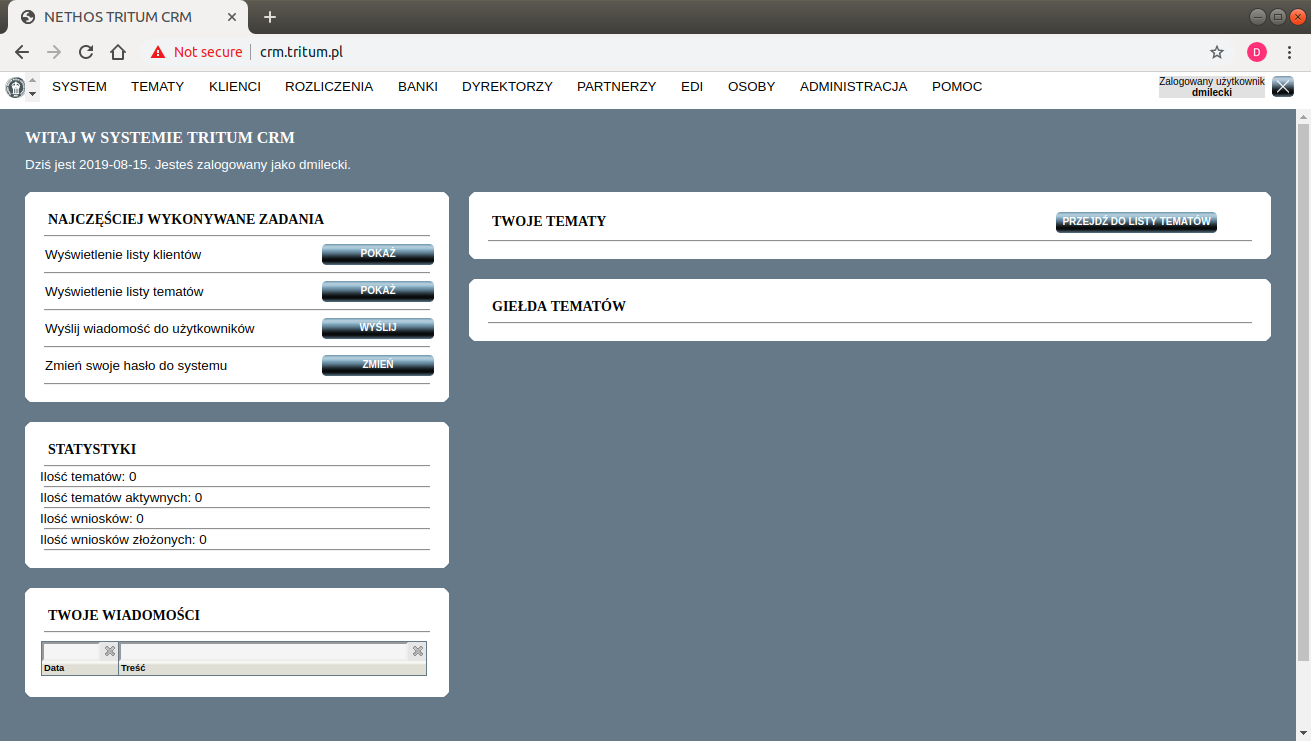 NETHOS TRITUM CRM
Not secure | crm.tritum.pl
D
SYSTEM TEMATY KLIENCI ROZLICZENIA BANKI DYREKTORZY PARTNERZY EDI OSOBY ADMINISTRACJA POMOC
Zalogowany użytkownik
dmilecki
WITAJ W SYSTEMIE TRITUM CRM
Dziś jest 2019-08-15. Jesteś zalogowany jako dmilecki.
NAJCZĘŚCIEJ WYKONYWANE ZADANIA
Wyświetlenie listy klientów POKAŻ
Wyświetlenie listy tematów POKAŻ
Wyślij wiadomość do użytkowników WYŚLIJ
Zmień swoje hasło do systemu ZMIEŃ
STATYSTYKI
Ilość tematów: 0
Ilość tematów aktywnych: 0
Ilość wniosków: 0
Ilość wniosków złożonych: 0
TWOJE WIADOMOŚCI
Data Treść
TWOJE TEMATY PRZEJDŹ DO LISTY TEMATÓW
GIEŁDA TEMATÓW